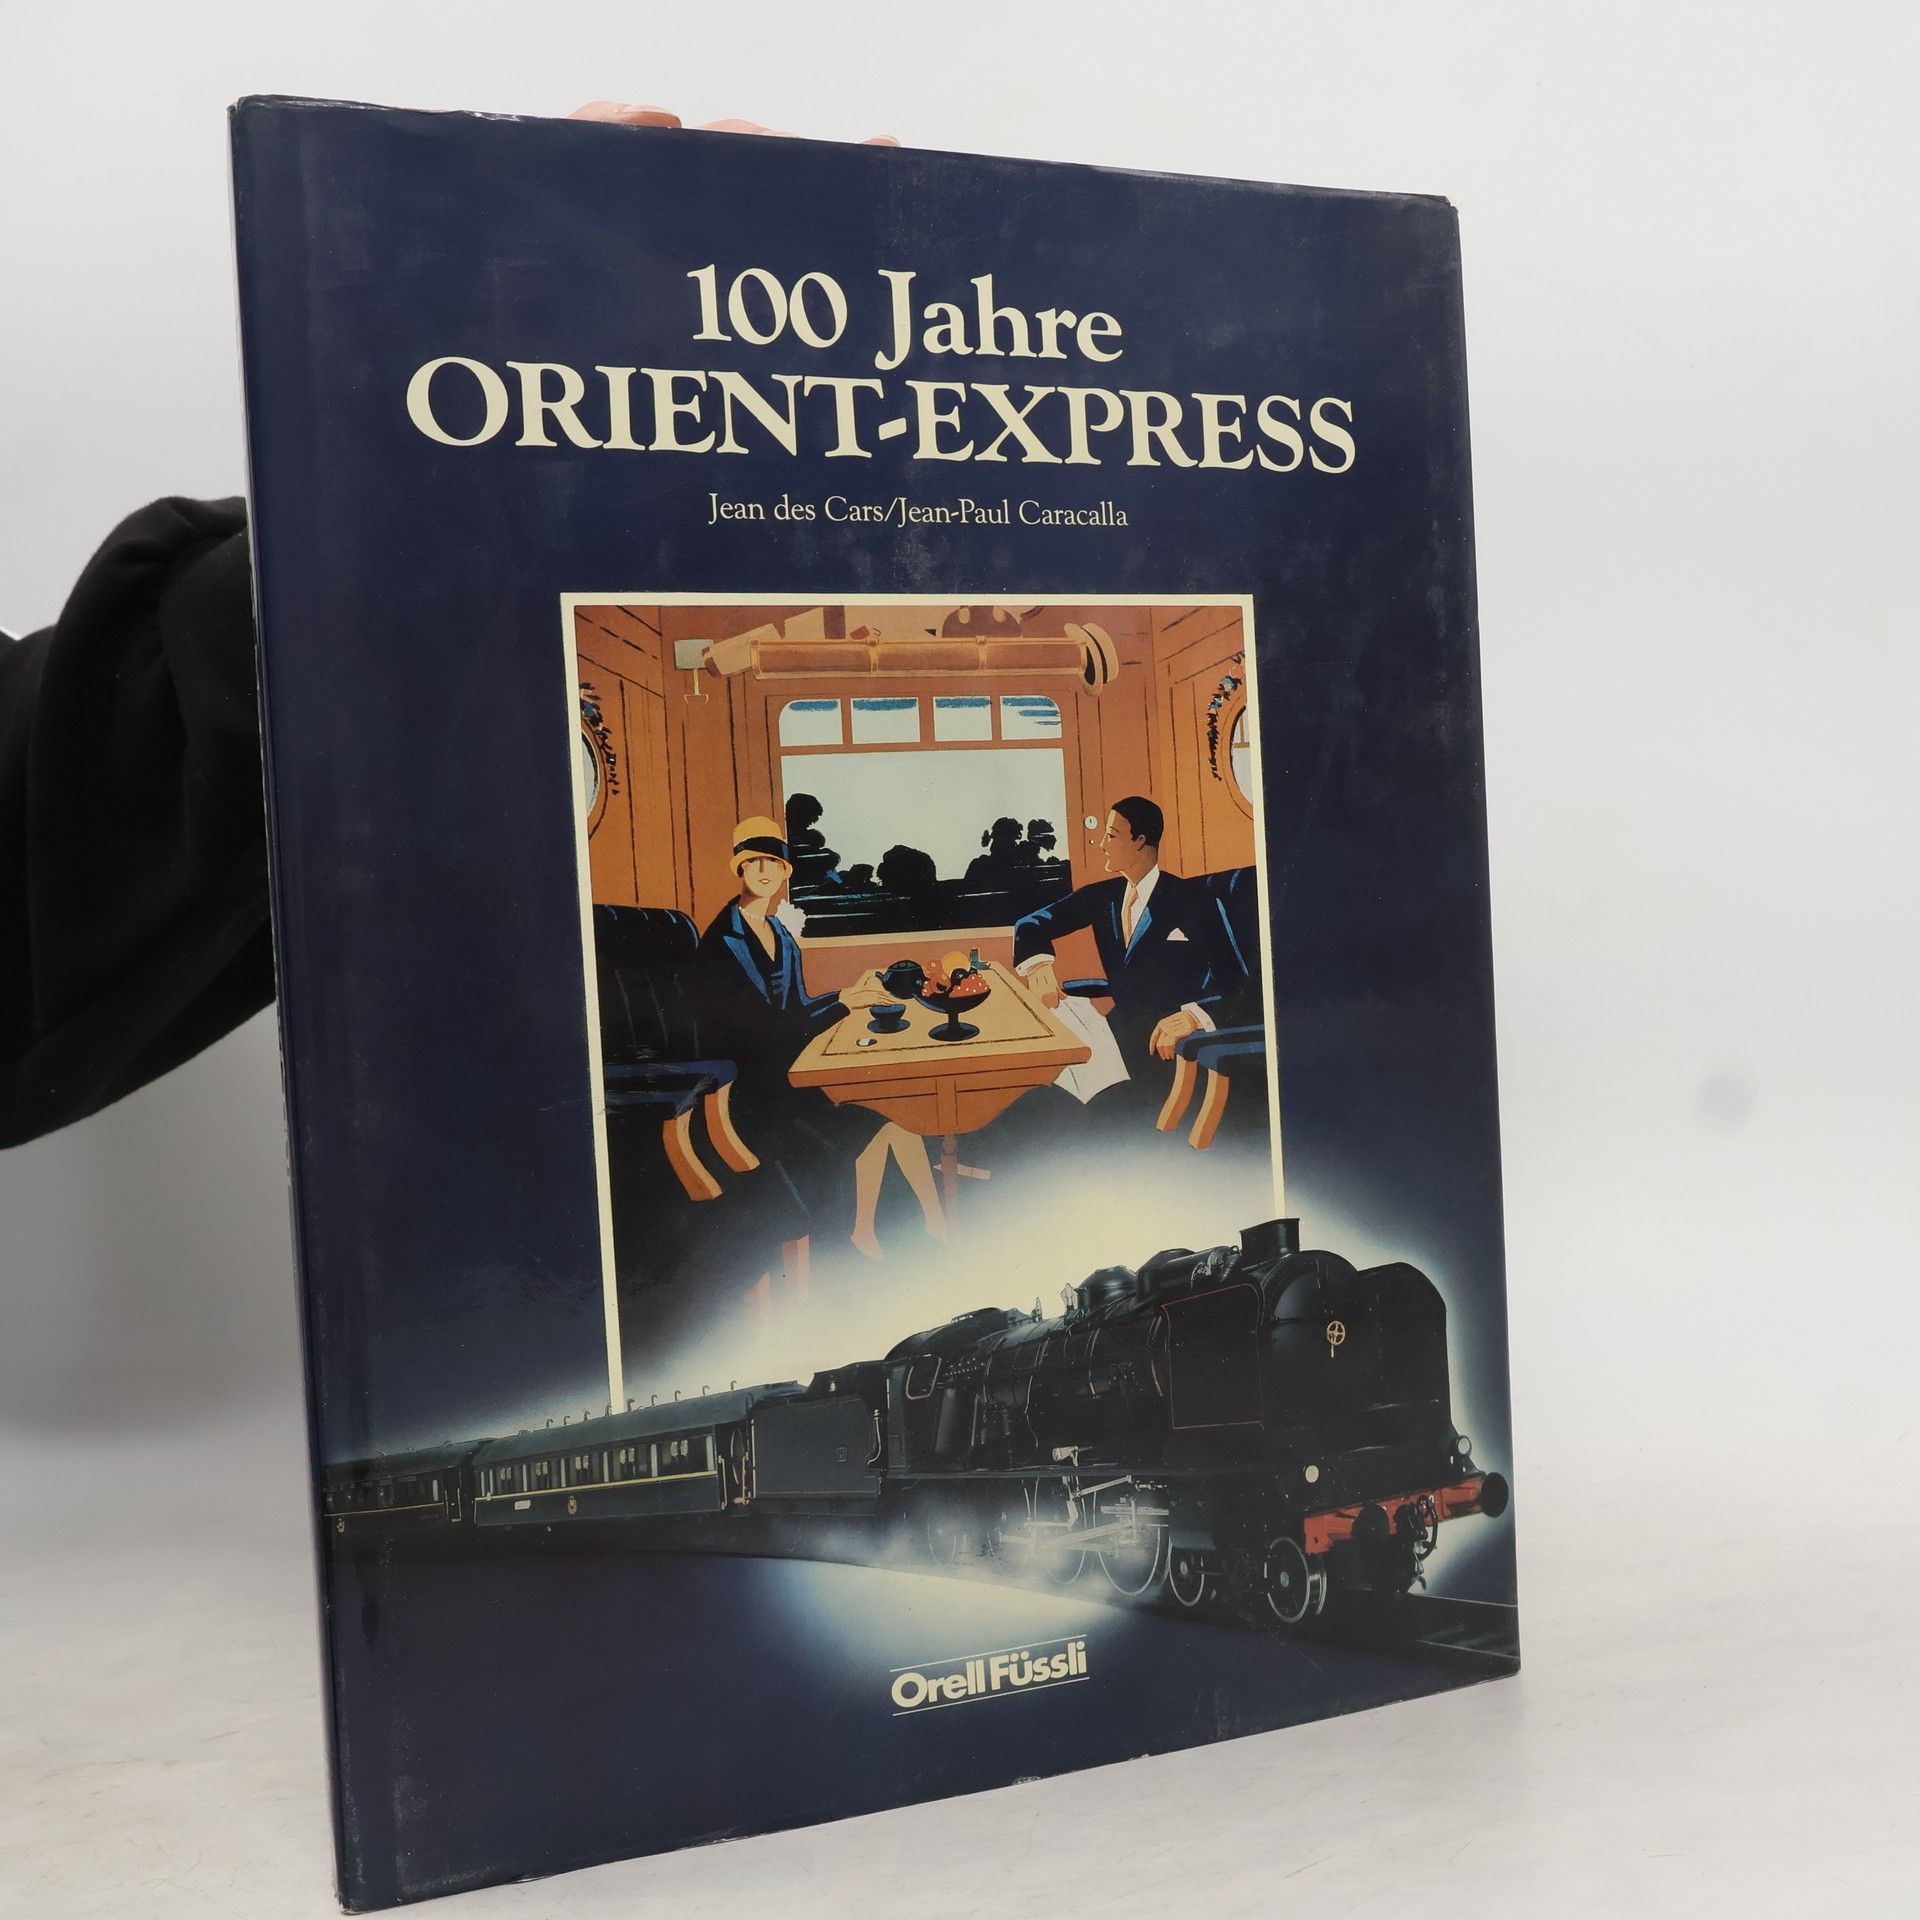 100 Jahre
ORIENT-EXPRESS
Jean des Cars/Jean-Paul Caracalla
Orell Füssli